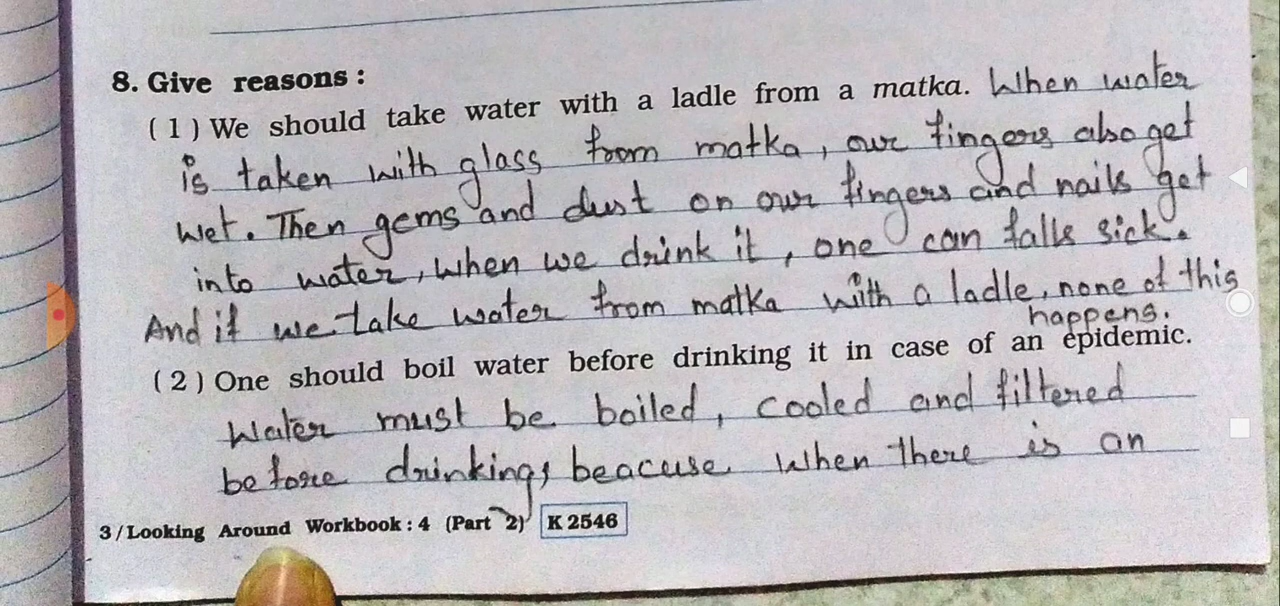 8. Give reasons :
( 1 ) We should take water with a ladle from a matka. When water
is taken with glass from matka, our fingers also get
wet. Then gems and dust on our fingers and nails get
into water, when we drink it, one can falls sick.
And if we take water from matka with a ladle, none of this
happens.
( 2 ) One should boil water before drinking it in case of an epidemic.
Water must be boiled, cooled and filtered
before drinking, beacuse when there is an
3 / Looking Around Workbook : 4 (Part 2) K 2546